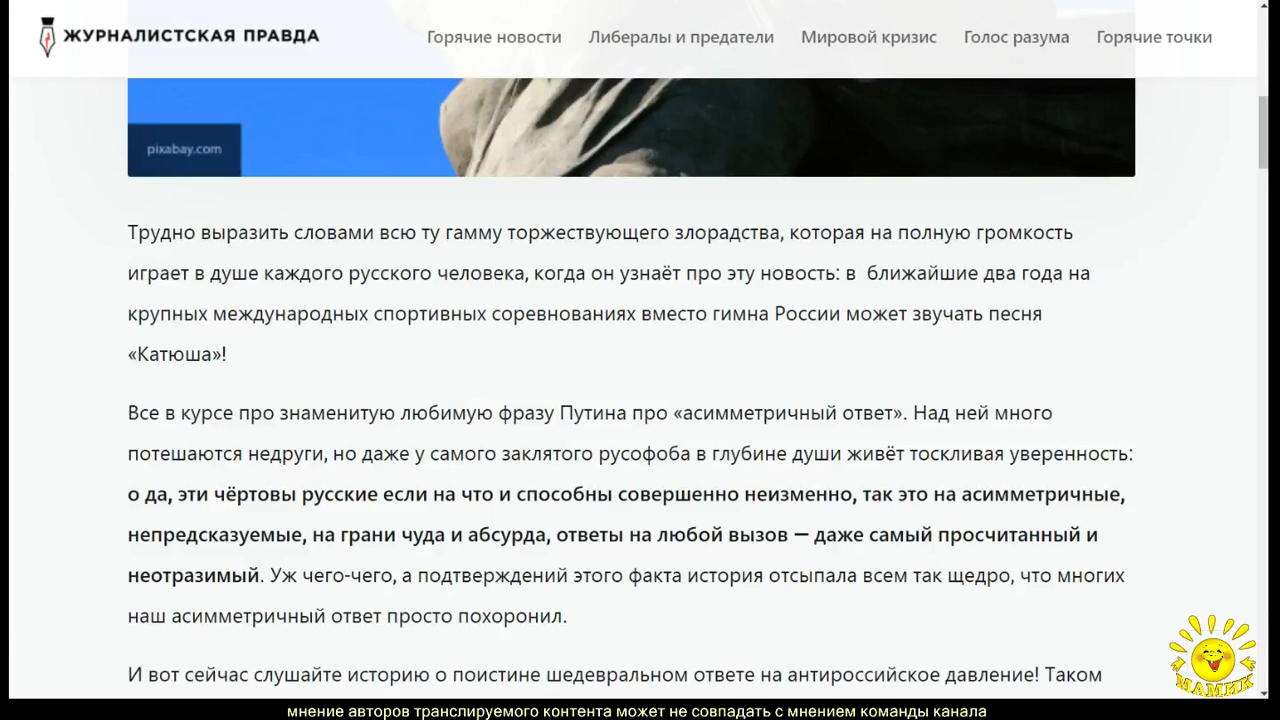 ЖУРНАЛИСТСКАЯ ПРАВДА
Горячие новости Либералы и предатели Мировой кризис Голос разума Горячие точки
pixabay.com
Трудно выразить словами всю ту гамму торжествующего злорадства, которая на полную громкость
играет в душе каждого русского человека, когда он узнаёт про эту новость: в ближайшие два года на
крупных международных спортивных соревнованиях вместо гимна России может звучать песня
«Катюша»!
Все в курсе про знаменитую любимую фразу Путина про «асимметричный ответ». Над ней много
потешаются недруги, но даже у самого заклятого русофоба в глубине души живёт тоскливая уверенность:
о да, эти чёртовы русские если на что и способны совершенно неизменно, так это на асимметричные,
непредсказуемые, на грани чуда и абсурда, ответы на любой вызов — даже самый просчитанный и
неотразимый. Уж чего-чего, а подтверждений этого факта история отсыпала всем так щедро, что многих
наш асимметричный ответ просто похоронил.
И вот сейчас слушайте историю о поистине шедевральном ответе на антироссийское давление! Таком
МАМИК
мнение авторов транслируемого контента может не совпадать с мнением команды канала